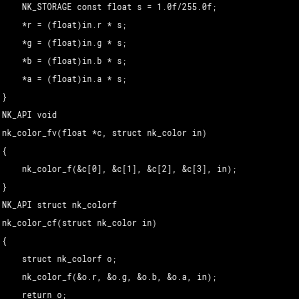 NK_STORAGE const float s = 1.0f/255.0f;
*r = (float)in.r * s;
*g = (float)in.g * s;
*b = (float)in.b * s;
*a = (float)in.a * s;
}
NK_API void
nk_color_fv(float *c, struct nk_color in)
{
nk_color_f(&c[0], &c[1], &c[2], &c[3], in);
}
NK_API struct nk_colorf
nk_color_cf(struct nk_color in)
{
struct nk_colorf o;
nk_color_f(&o.r, &o.g, &o.b, &o.a, in);
return o;